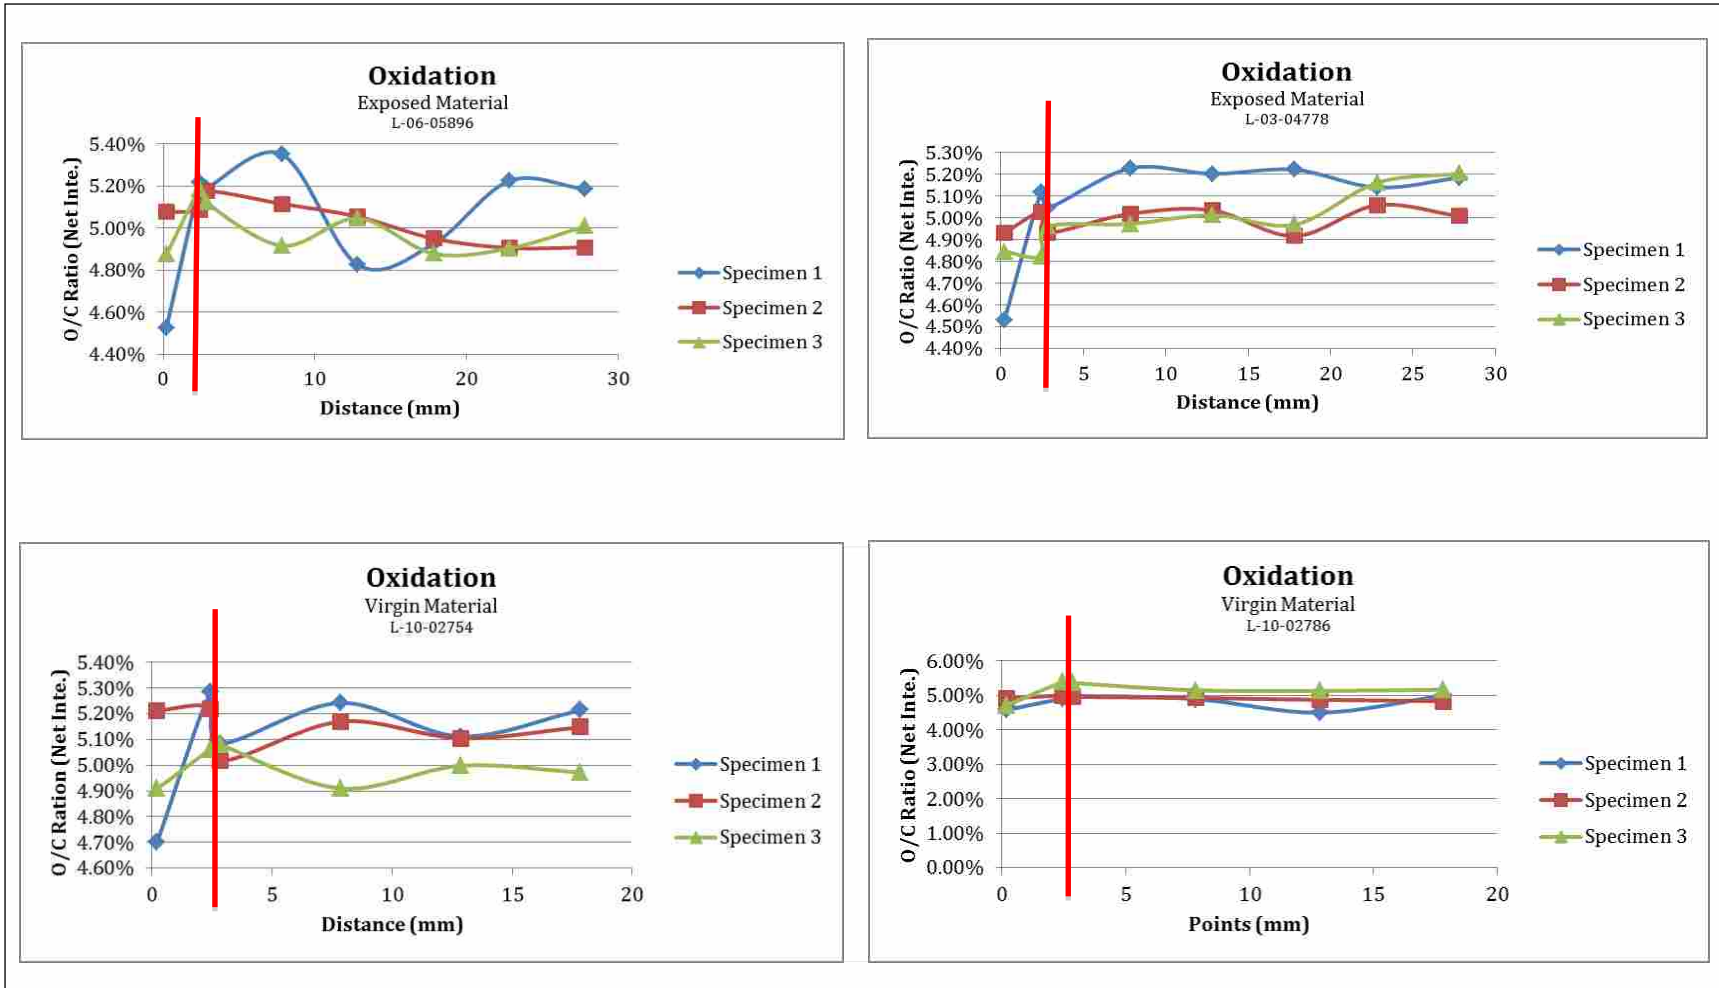 Oxidation
Exposed Material
L-06-05896
O/C Ratio (Net Inte.)
5.40%
5.20%
5.00%
4.80%
4.60%
4.40%
0
10
20
30
Distance (mm)
Specimen 1
Specimen 2
Specimen 3
Oxidation
Exposed Material
L-03-04778
O/C Ratio (Net Inte.)
5.30%
5.20%
5.10%
5.00%
4.90%
4.80%
4.70%
4.60%
4.50%
4.40%
0
5
10
15
20
25
30
Distance (mm)
Specimen 1
Specimen 2
Specimen 3
Oxidation
Virgin Material
L-10-02754
O/C Ration (Net Inte.)
5.40%
5.30%
5.20%
5.10%
5.00%
4.90%
4.80%
4.70%
4.60%
0
5
10
15
20
Distance (mm)
Specimen 1
Specimen 2
Specimen 3
Oxidation
Virgin Material
L-10-02786
O/C Ratio (Net Inte.)
6.00%
5.00%
4.00%
3.00%
2.00%
1.00%
0.00%
0
5
10
15
20
Points (mm)
Specimen 1
Specimen 2
Specimen 3